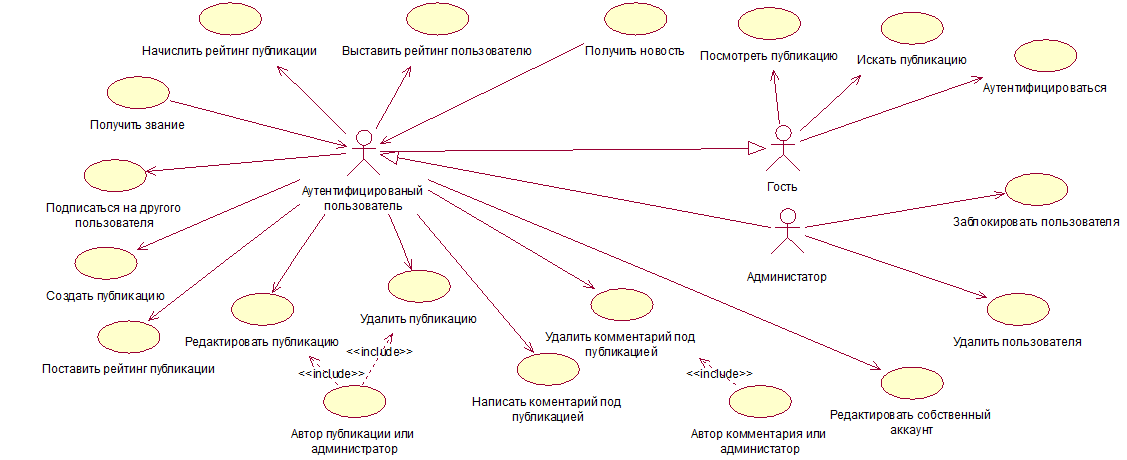 Начислить рейтинг публикации
Выставить рейтинг пользователю
Получить новость
Посмотреть публикацию
Искать публикацию
Аутентифицироваться
Получить звание
Аутентифицированый
пользователь
Гость
Подписаться на другого
пользователя
Заблокировать пользователя
Администатор
Создать публикацию
Удалить публикацию
Редактировать публикацию
Удалить комментарий под
публикацией
Удалить пользователя
Поставить рейтинг публикации
<<include>>
<<include>>
<<include>>
Написать коментарий под
публикацией
Редактировать собственный
аккаунт
Автор публикации или
администратор
Автор комментария или
администатор